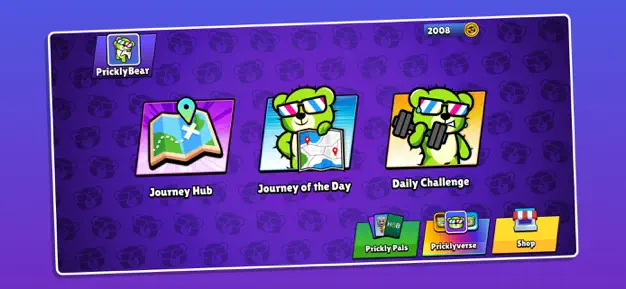 2008
PricklyBear
Journey Hub
Journey of the Day
Daily Challenge
Prickly Pals
Pricklyverse
Shop